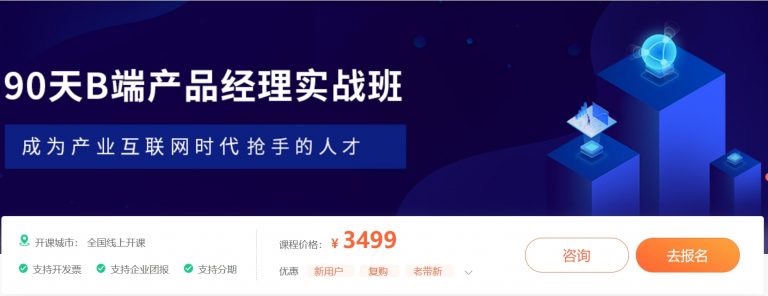 90天B端产品经理实战班
成为产业互联网时代抢手的人才
开课城市： 全国线上开课
支持开发票 支持企业团报 支持分期
课程价格： ¥ 3499
优惠 新用户 复购 老带新
咨询
去报名